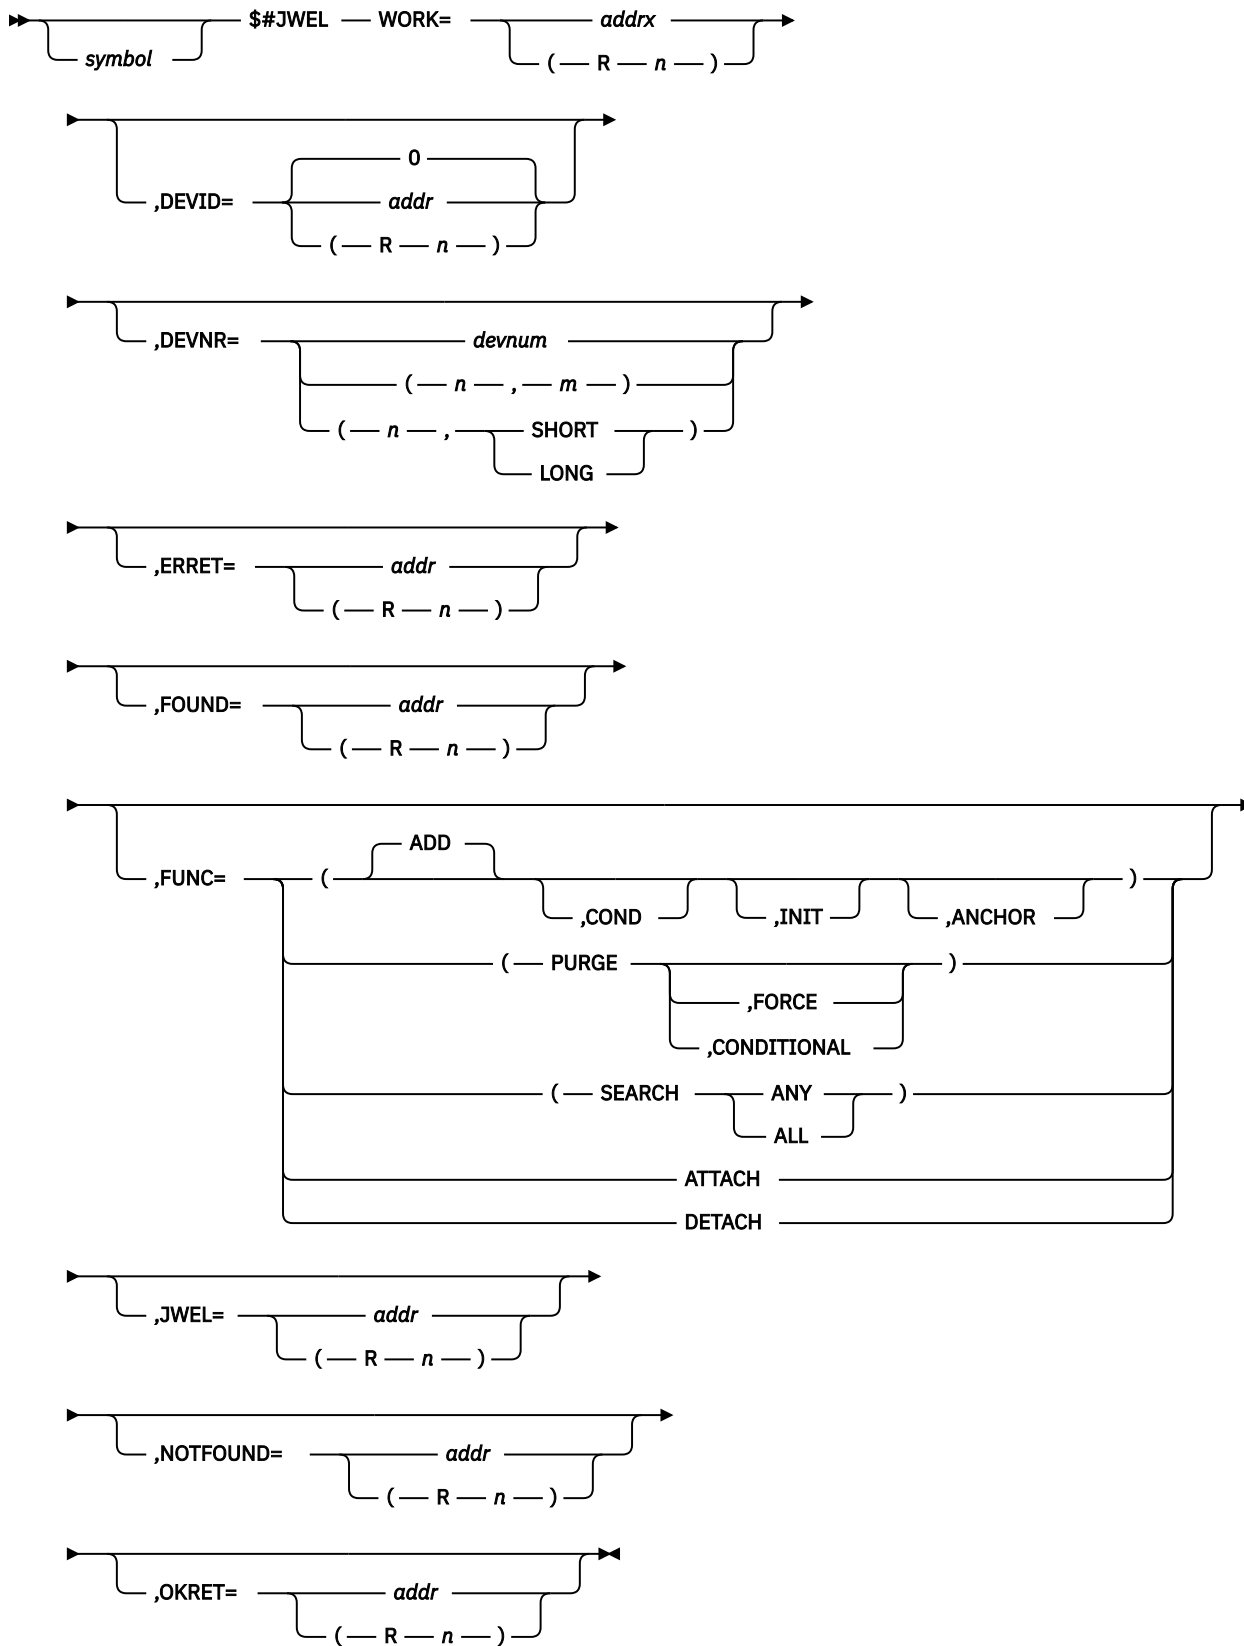 $#JWEL WORK= addrx
symbol ( R n )
0
,DEVID= addr
( R n )
,DEVNR= devnum
( n , m )
( n , SHORT )
LONG
,ERRET= addr
( R n )
,FOUND= addr
( R n )
ADD
,FUNC= ( )
,COND ,INIT ,ANCHOR
( PURGE )
,FORCE
,CONDITIONAL
( SEARCH ANY )
ALL
ATTACH
DETACH
,JWEL= addr
( R n )
,NOTFOUND= addr
( R n )
,OKRET= addr
( R n )